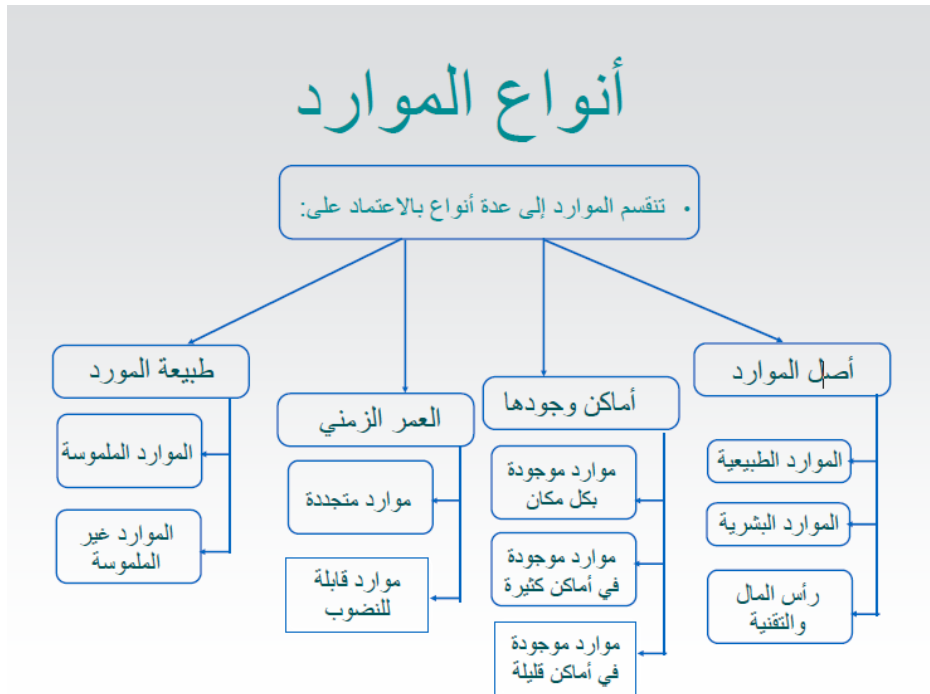 أنواع الموارد
• تنقسم الموارد إلى عدة أنواع بالاعتماد على:
أصل الموارد
الموارد الطبيعية
الموارد البشرية
رأس المال
والتقنية
أماكن وجودها
موارد موجودة
بكل مكان
موارد موجودة
في أماكن كثيرة
موارد موجودة
في أماكن قليلة
العمر الزمني
موارد متجددة
موارد قابلة
للنضوب
طبيعة المورد
الموارد الملموسة
الموارد غير
الملموسة